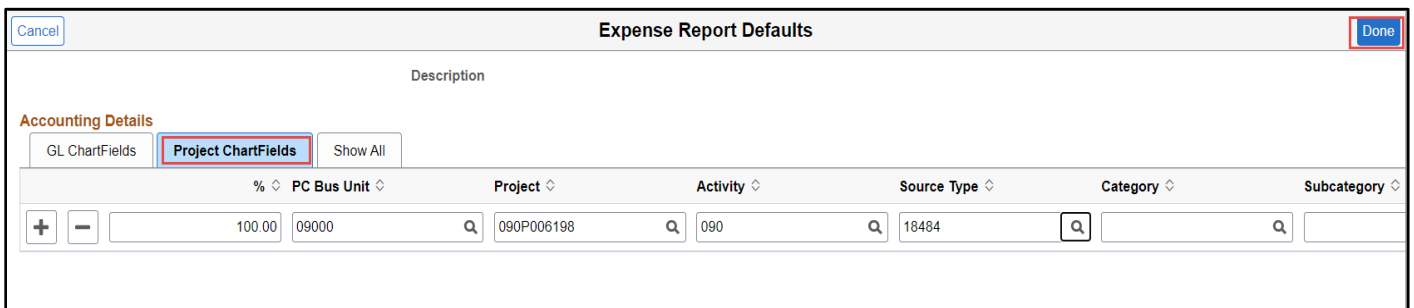 Cancel Expense Report Defaults Done
Description
Accounting Details
GL ChartFields Project ChartFields Show All
% PC Bus Unit Project Activity Source Type Category Subcategory
+ − 100.00 09000 090P006198 090 18484